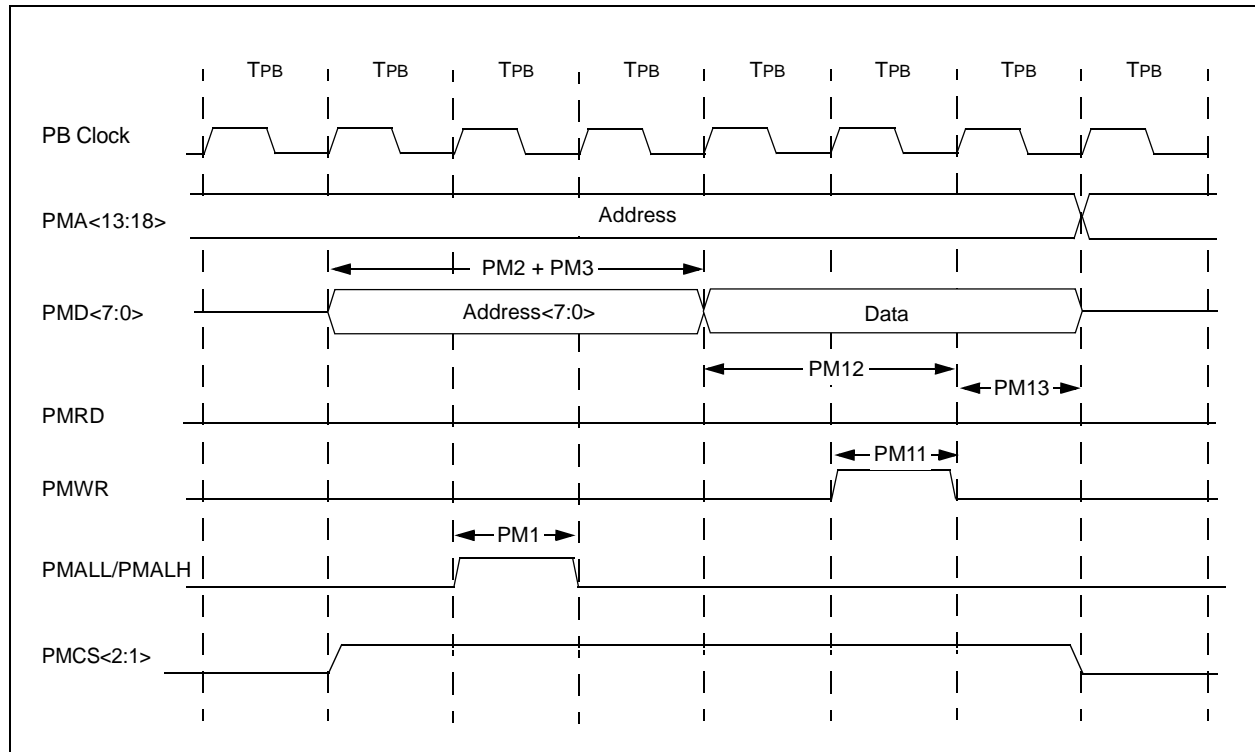 TPB TPB TPB TPB TPB TPB TPB TPB
PB Clock
PMA<13:18>
Address
PM2 + PM3
PMD<7:0>
Address<7:0>
Data
PM12
PM13
PMRD
PM11
PMWR
PM1
PMALL/PMALH
PMCS<2:1>